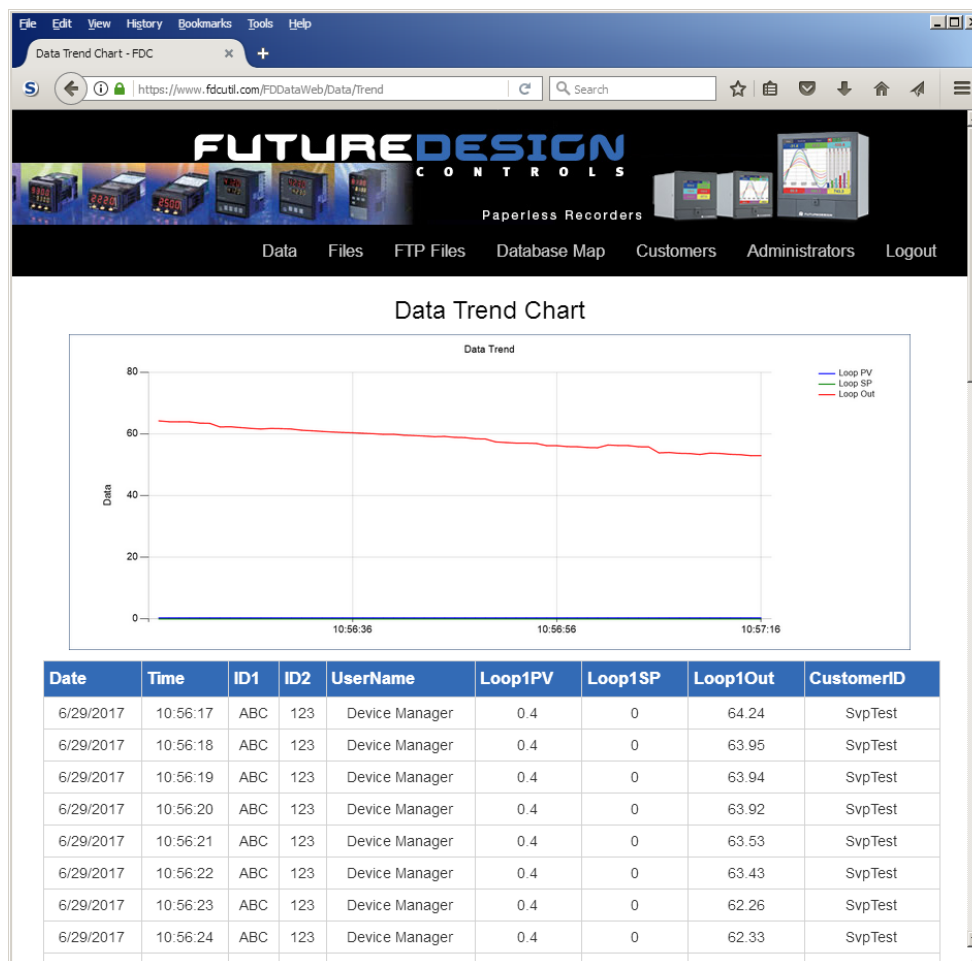 File Edit View History Bookmarks Tools Help
Data Trend Chart - FDC
https://www.fdcutil.com/FDDataWeb/Data/Trend
Search
FUTUREDESIGN
CONTROLS
Paperless Recorders
Data Files FTP Files Database Map Customers Administrators Logout
Data Trend Chart
Data Trend
80
60
40
20
0
Data
Loop PV
Loop SP
Loop Out
10:56:36 10:56:56 10:57:16
Date Time ID1 ID2 UserName Loop1PV Loop1SP Loop1Out CustomerID
6/29/2017 10:56:17 ABC 123 Device Manager 0.4 0 64.24 SvpTest
6/29/2017 10:56:18 ABC 123 Device Manager 0.4 0 63.95 SvpTest
6/29/2017 10:56:19 ABC 123 Device Manager 0.4 0 63.94 SvpTest
6/29/2017 10:56:20 ABC 123 Device Manager 0.4 0 63.92 SvpTest
6/29/2017 10:56:21 ABC 123 Device Manager 0.4 0 63.53 SvpTest
6/29/2017 10:56:22 ABC 123 Device Manager 0.4 0 63.43 SvpTest
6/29/2017 10:56:23 ABC 123 Device Manager 0.4 0 62.26 SvpTest
6/29/2017 10:56:24 ABC 123 Device Manager 0.4 0 62.33 SvpTest